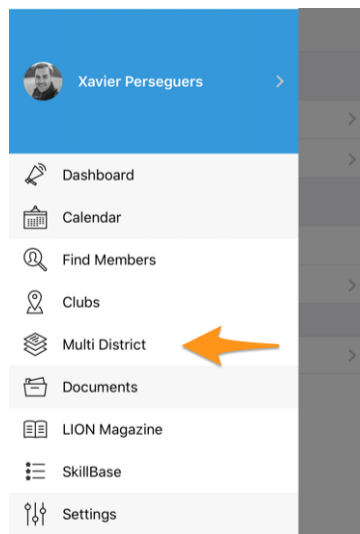 Xavier Perseguers
Dashboard
Calendar
Find Members
Clubs
Multi District
Documents
LION Magazine
SkillBase
Settings